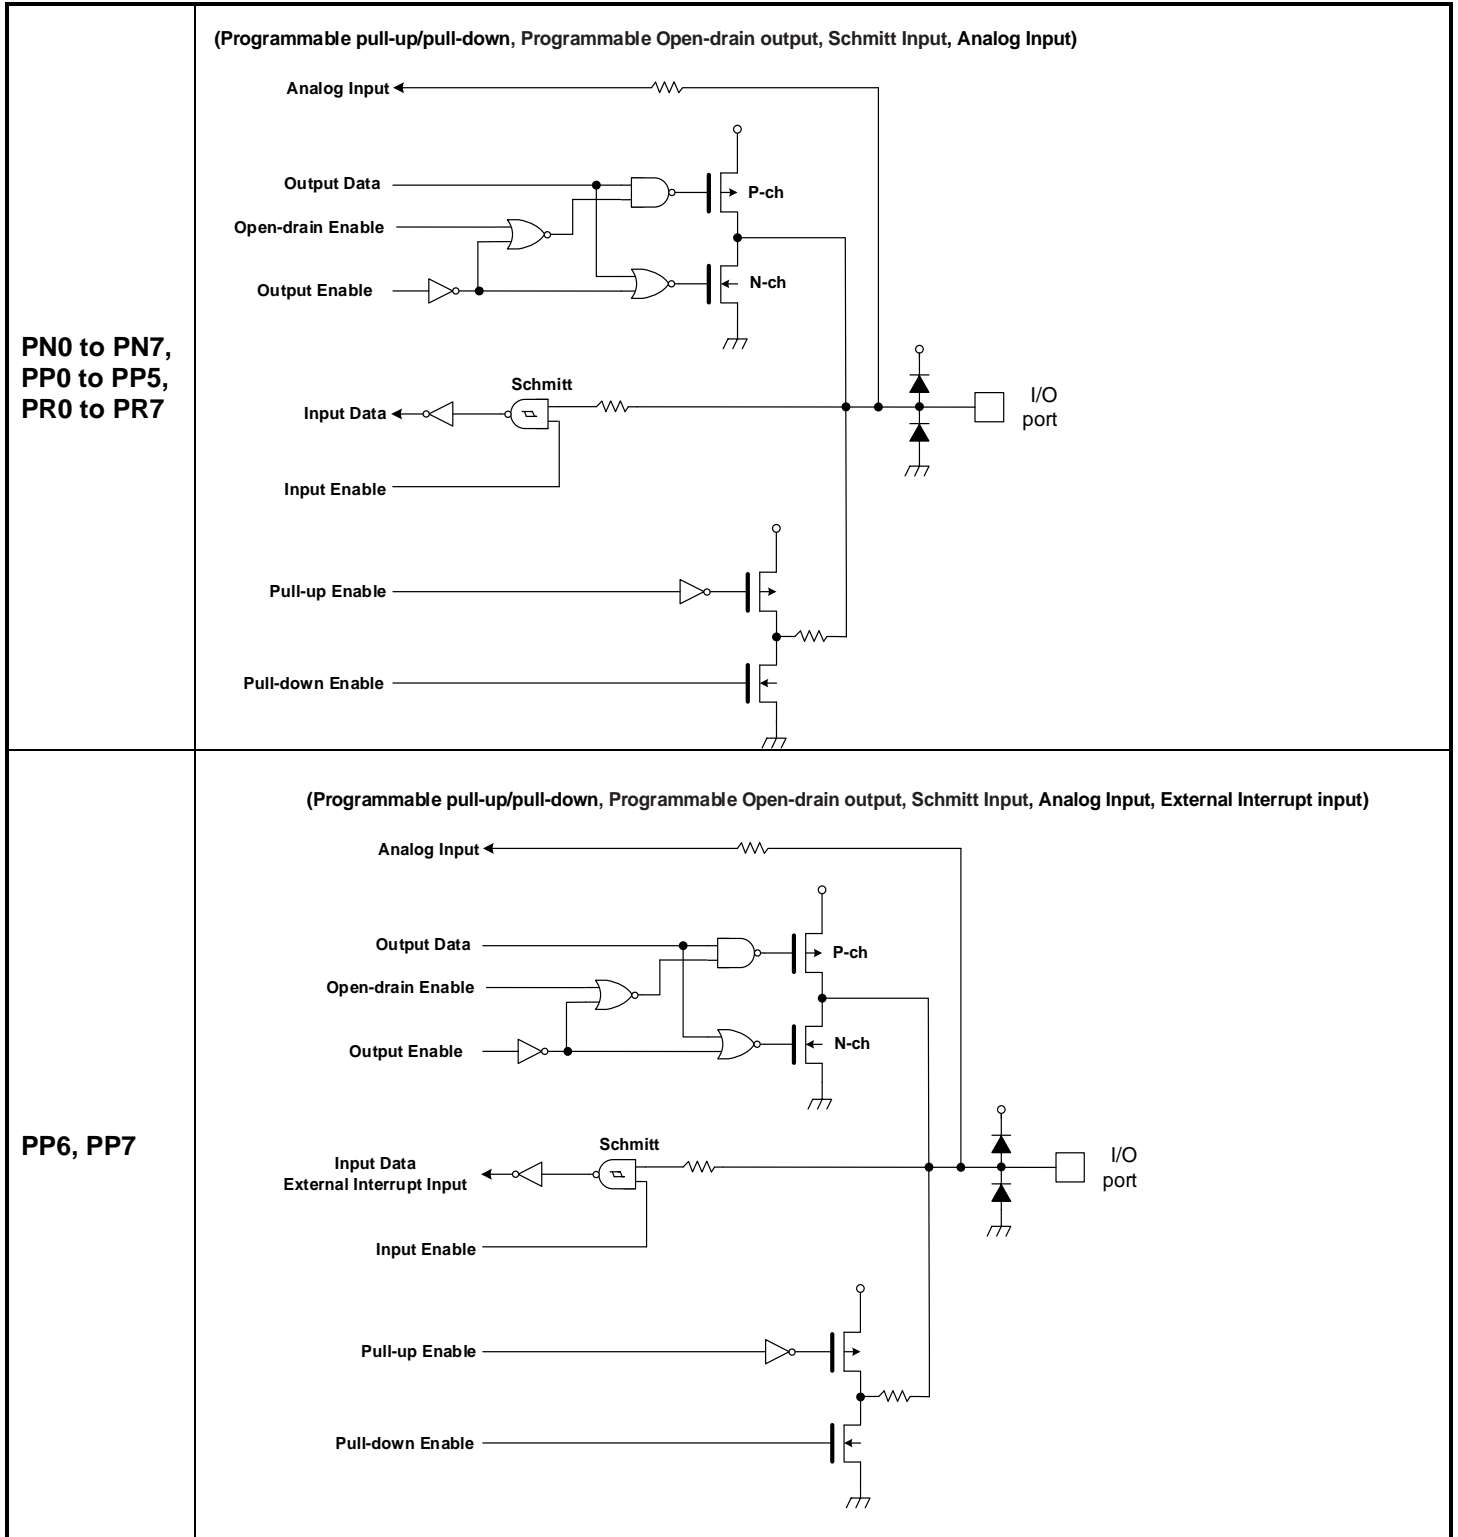 (Programmable pull-up/pull-down, Programmable Open-drain output, Schmitt Input, Analog Input)
Analog Input
Output Data
P-ch
Open-drain Enable
Output Enable
N-ch
PN0 to PN7,
PP0 to PP5,
PR0 to PR7
Schmitt
Input Data
I/O
port
Input Enable
Pull-up Enable
Pull-down Enable
(Programmable pull-up/pull-down, Programmable Open-drain output, Schmitt Input, Analog Input, External Interrupt input)
Analog Input
Output Data
P-ch
Open-drain Enable
Output Enable
N-ch
PP6, PP7
Schmitt
Input Data
External Interrupt Input
I/O
port
Input Enable
Pull-up Enable
Pull-down Enable